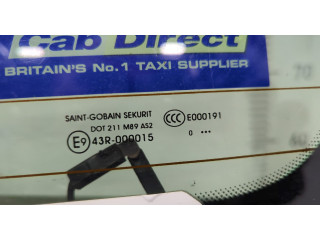 Cab Direct
BRITAIN'S No.1 TAXI SUPPLIER
SAINT-GOBAIN SEKURIT
DOT 211 M89 AS2
E9 43R-000015
CCC E000191
0 ...